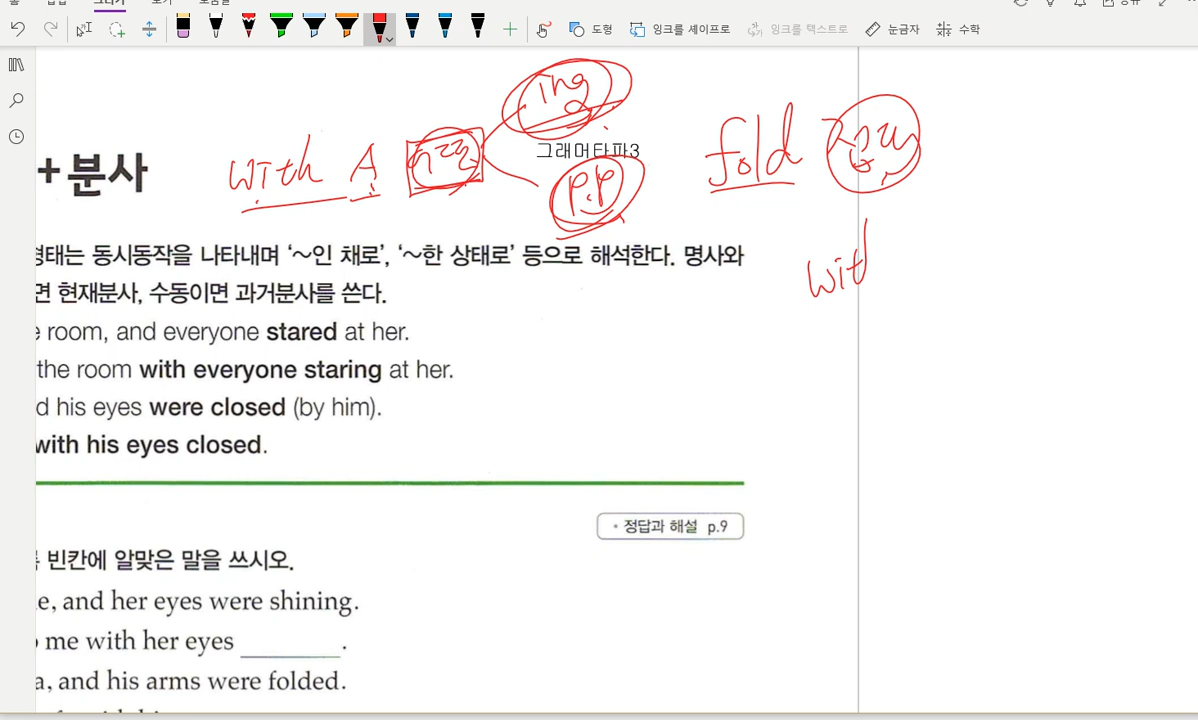 도형
잉크를 셰이프로
잉크를 텍스트로
눈금자
수학
ing
with A
그래머타파3
fold 접다
+ 분사
p.p
wit
형태는 동시동작을 나타내며 ‘~인 채로’, ‘~한 상태로’ 등으로 해석한다. 명사와
면 현재분사, 수동이면 과거분사를 쓴다.
e room, and everyone stared at her.
the room with everyone staring at her.
d his eyes were closed (by him).
with his eyes closed.
• 정답과 해설 p.9
빈칸에 알맞은 말을 쓰시오.
e, and her eyes were shining.
o me with her eyes ________.
a, and his arms were folded.